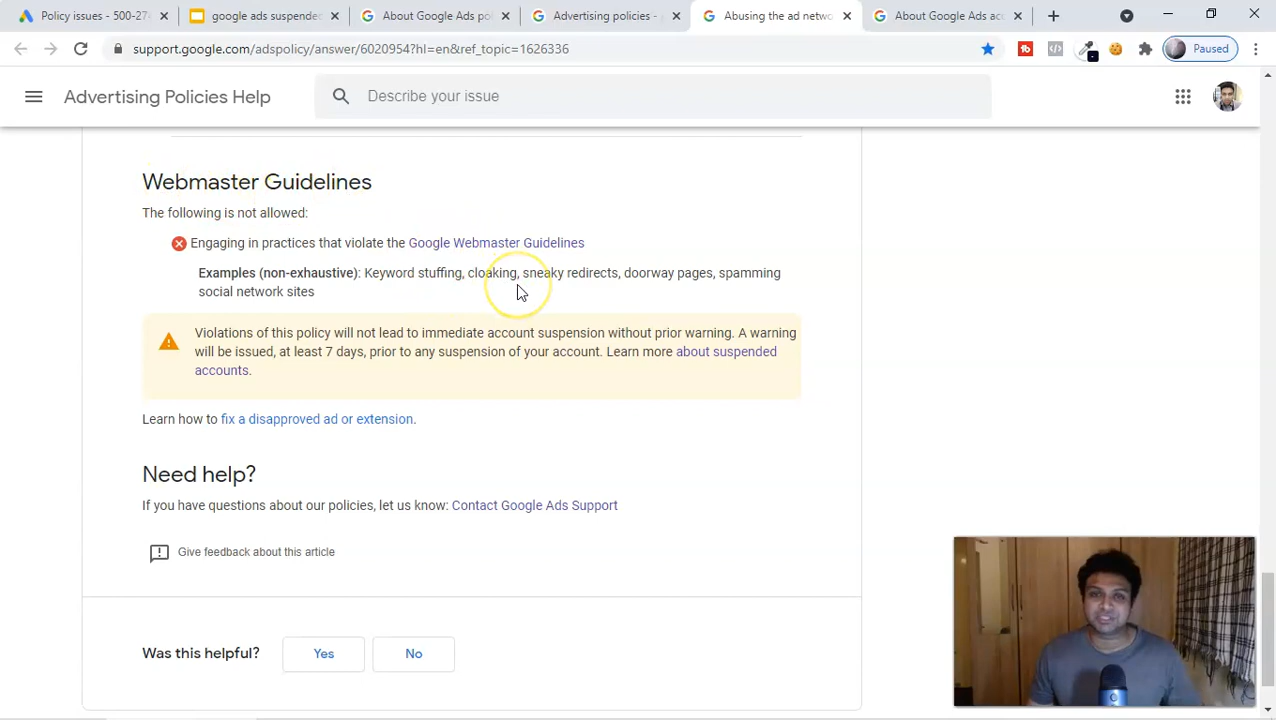 Policy issues - 500-27
google ads suspende
About Google Ads poli
Advertising policies -
Abusing the ad netw
About Google Ads ac
support.google.com/adspolicy/answer/6020954?hl=en&ref_topic=1626336
Paused
Advertising Policies Help
Describe your issue
Webmaster Guidelines
The following is not allowed:
Engaging in practices that violate the Google Webmaster Guidelines
Examples (non-exhaustive): Keyword stuffing, cloaking, sneaky redirects, doorway pages, spamming
social network sites
Violations of this policy will not lead to immediate account suspension without prior warning. A warning
will be issued, at least 7 days, prior to any suspension of your account. Learn more about suspended
accounts.
Learn how to fix a disapproved ad or extension.
Need help?
If you have questions about our policies, let us know: Contact Google Ads Support
Give feedback about this article
Was this helpful?
Yes
No